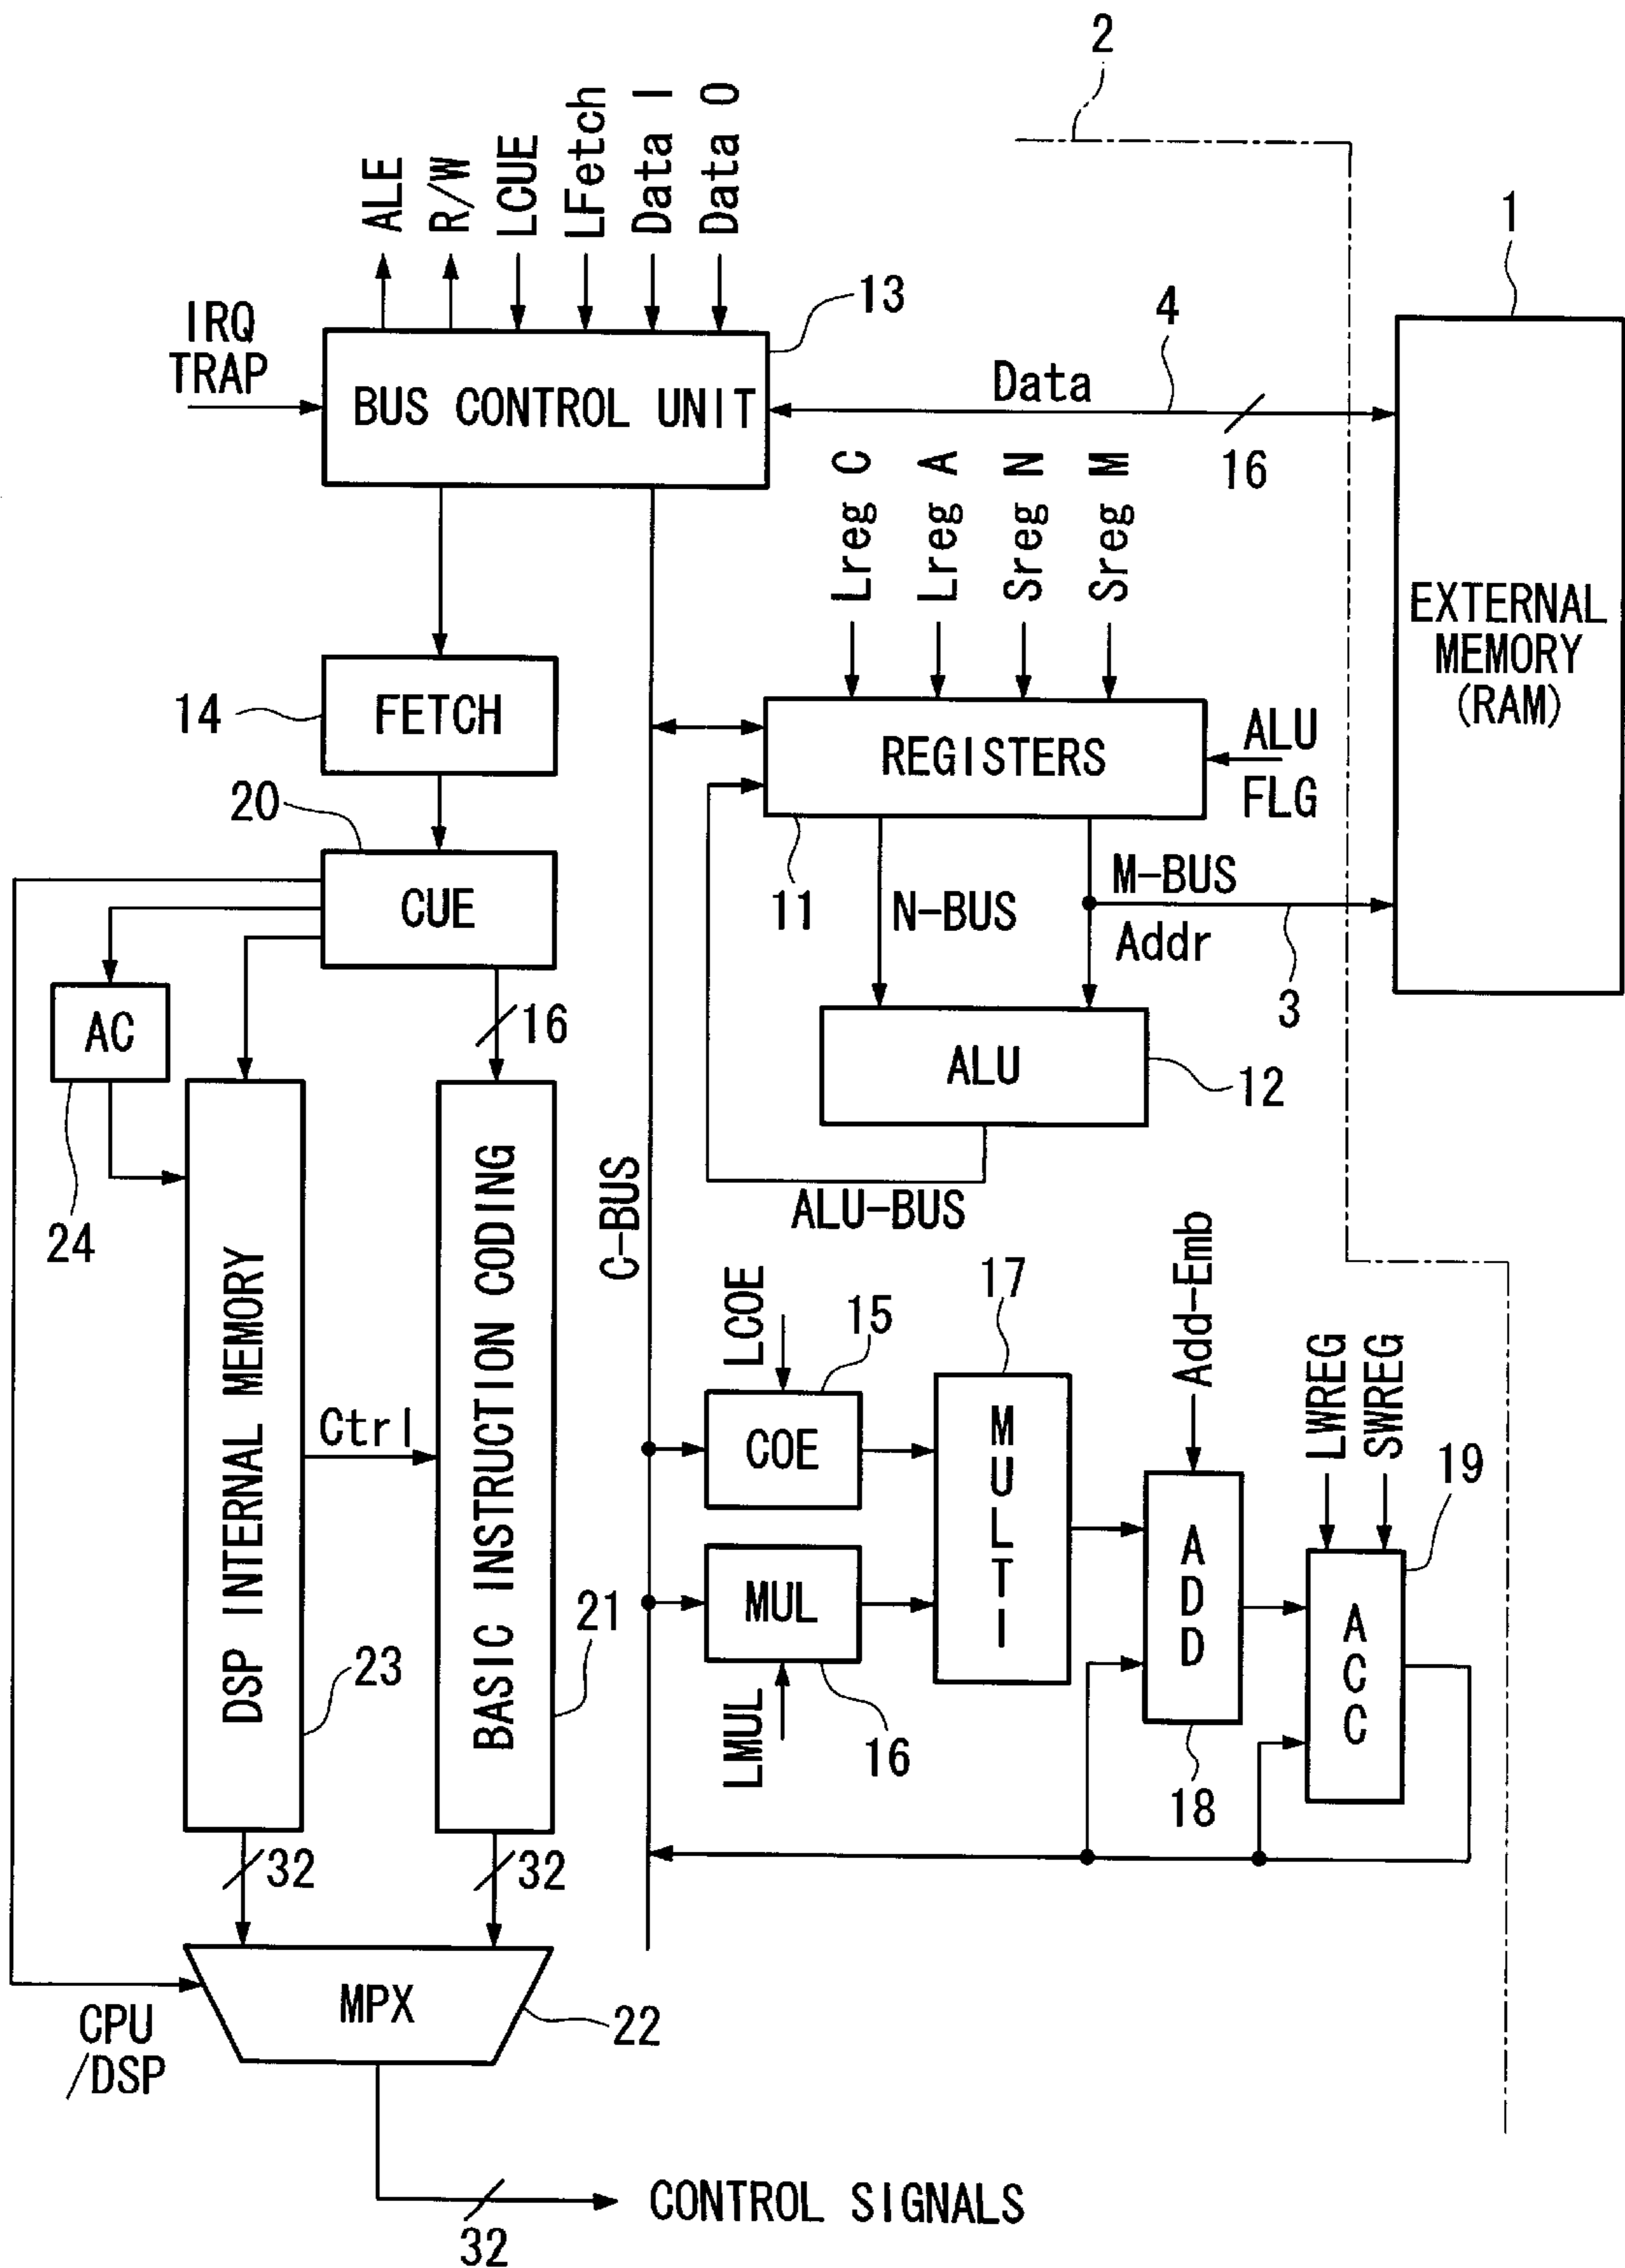 2
ALE
R/W
LCUE
LFetch
Data I
Data O
1
IRQ
TRAP
13
4
BUS CONTROL UNIT
Data
16
Lreg C
Lreg A
Sreg N
Sreg M
EXTERNAL
MEMORY
(RAM)
14
FETCH
REGISTERS
ALU
FLG
20
11
CUE
N-BUS
M-BUS
Addr
3
AC
16
ALU
12
24
C-BUS
ALU-BUS
DSP INTERNAL MEMORY
BASIC INSTRUCTION CODING
Ctrl
LCOE
15
17
Add-Emb
LWREG
SWREG
19
COE
MULTI
MUL
ADD
ACC
23
21
LMUL
16
18
32
32
MPX
22
CPU
/DSP
32
CONTROL SIGNALS